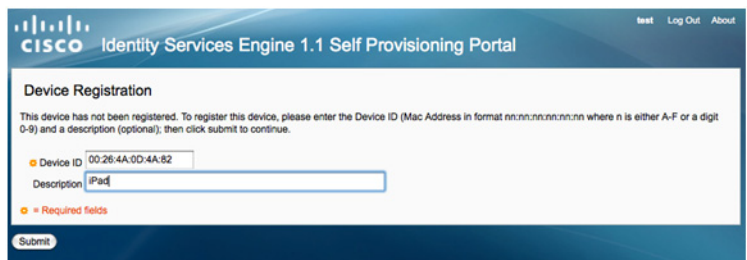 test Log Out About
CISCO Identity Services Engine 1.1 Self Provisioning Portal
Device Registration
This device has not been registered. To register this device, please enter the Device ID (Mac Address in format nn:nn:nn:nn:nn:nn where n is either A-F or a digit
0-9) and a description (optional); then click submit to continue.
Device ID 00:26:4A:0D:4A:82
Description iPad
= Required fields
Submit